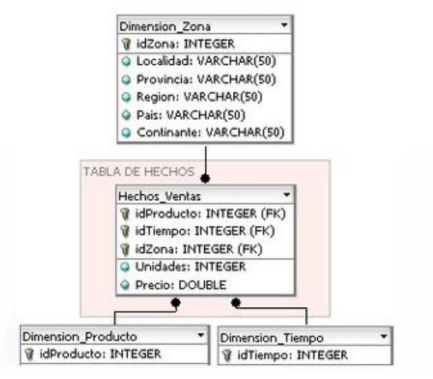 Dimension_Zona
idZona: INTEGER
Localidad: VARCHAR(50)
Provincia: VARCHAR(50)
Region: VARCHAR(50)
Pais: VARCHAR(50)
Continante: VARCHAR(50)
TABLA DE HECHOS
Hechos_Ventas
idProducto: INTEGER (FK)
idTiempo: INTEGER (FK)
idZona: INTEGER (FK)
Unidades: INTEGER
Precio: DOUBLE
Dimension_Producto
idProducto: INTEGER
Dimension_Tiempo
idTiempo: INTEGER